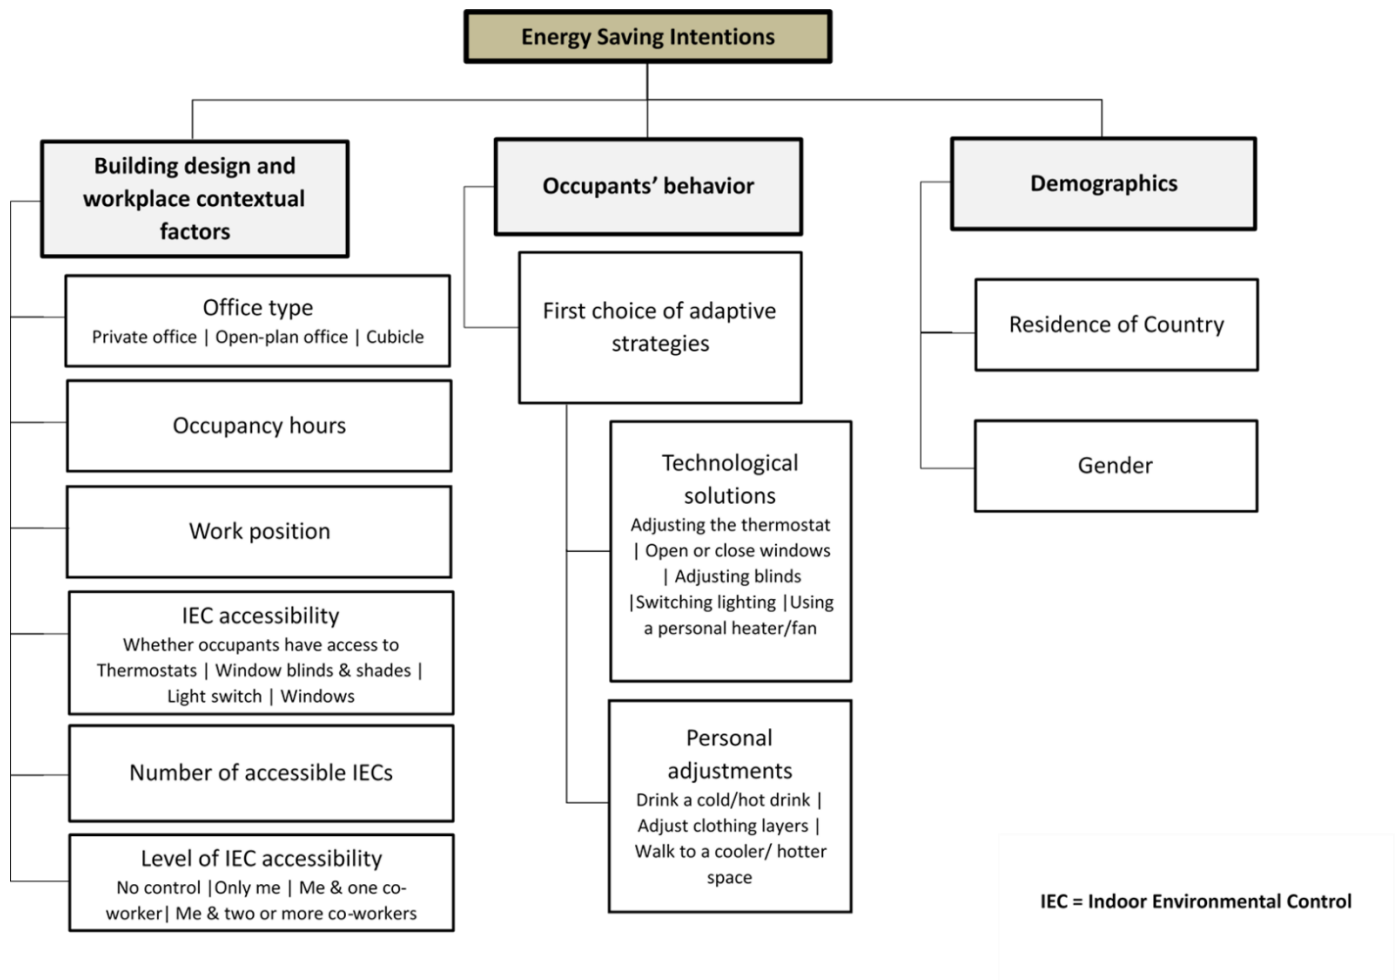 Energy Saving Intentions
Building design and
workplace contextual
factors
Office type
Private office | Open-plan office | Cubicle
Occupancy hours
Work position
IEC accessibility
Whether occupants have access to
Thermostats | Window blinds & shades |
Light switch | Windows
Number of accessible IECs
Level of IEC accessibility
No control |Only me | Me & one co-
worker| Me & two or more co-workers
Occupants’ behavior
First choice of adaptive
strategies
Technological
solutions
Adjusting the thermostat
| Open or close windows
| Adjusting blinds
|Switching lighting |Using
a personal heater/fan
Personal
adjustments
Drink a cold/hot drink |
Adjust clothing layers |
Walk to a cooler/ hotter
space
Demographics
Residence of Country
Gender
IEC = Indoor Environmental Control